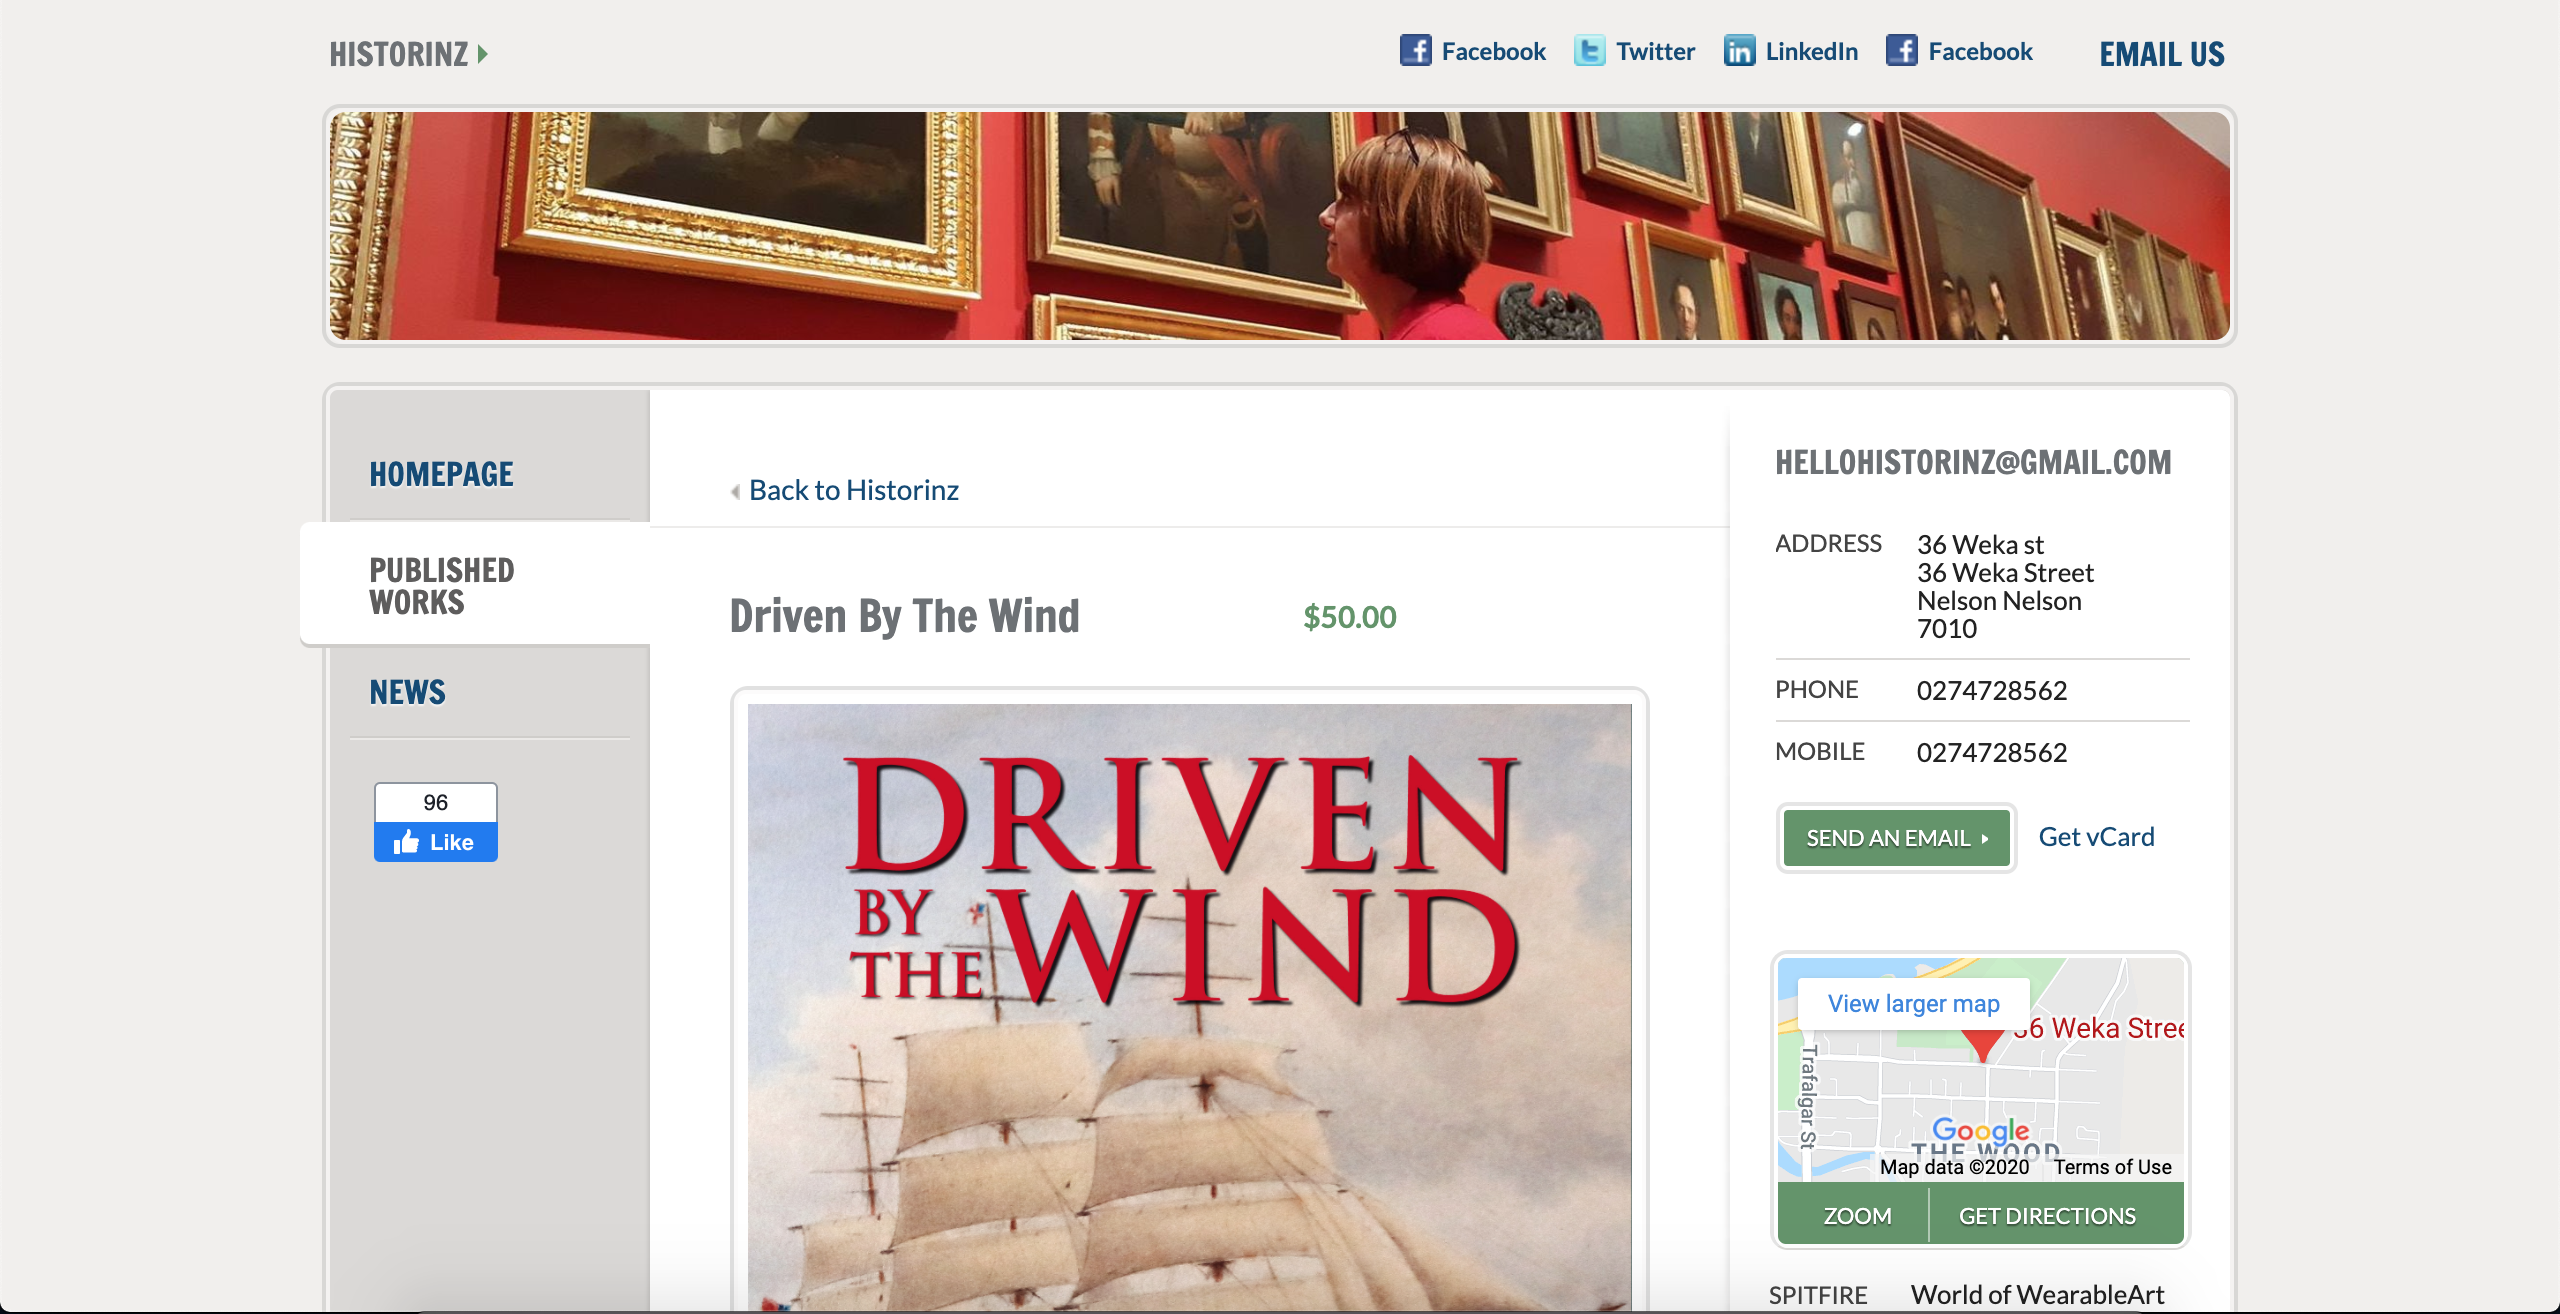 HISTORINZ
Facebook
Twitter
LinkedIn
Facebook
EMAIL US
HOMEPAGE
PUBLISHED
WORKS
NEWS
96
Like
Back to Historinz
Driven By The Wind
$50.00
DRIVEN
BY
THE
WIND
HELLOHISTORINZ@GMAIL.COM
ADDRESS
36 Weka st
36 Weka Street
Nelson Nelson
7010
PHONE
0274728562
MOBILE
0274728562
SEND AN EMAIL
Get vCard
View larger map
36 Weka Stree
Trafalgar St
Google
THE WOOD
Map data ©2020
Terms of Use
ZOOM
GET DIRECTIONS
SPITFIRE
World of WearableArt